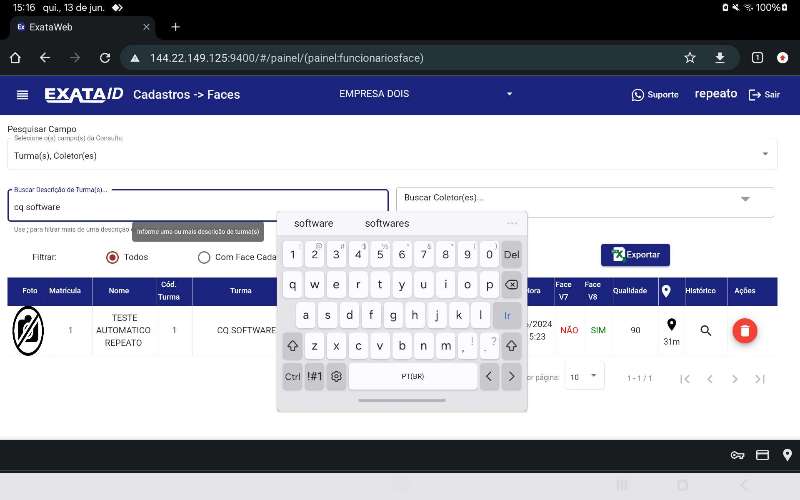 15:16 qui., 13 de jun. 100%
ExataWeb
144.22.149.125:9400/#/painel/(painel:funcionariosface)
EXATA ID Cadastros -> Faces EMPRESA DOIS Suporte repeato Sair
Pesquisar Campo
Selecione o(s) campo(s) da Consulta
Turma(s), Coletor(es)
Buscar Descrição de Turma(s)...
cq software
Buscar Coletor(es)...
Use ; para filtrar mais de uma descrição
Informe uma ou mais descrição de turma(s)
Filtrar: Todos Com Face Cada
Exportar
software softwares ...
1 2 3 4 5 6 7 8 9 0 Del
q w e r t y u i o p
a s d f g h j k l Ir
z x c v b n m , ! . ?
Ctrl !#1 PT(BR) < >
Foto Matrícula Nome Cód. Turma Turma Hora Face V7 Face V8 Qualidade Histórico Ações
1 TESTE AUTOMATICO REPEATO 1 CQ SOFTWARE /2024 5:23 NÃO SIM 90 31m
por página: 10 1 - 1 / 1